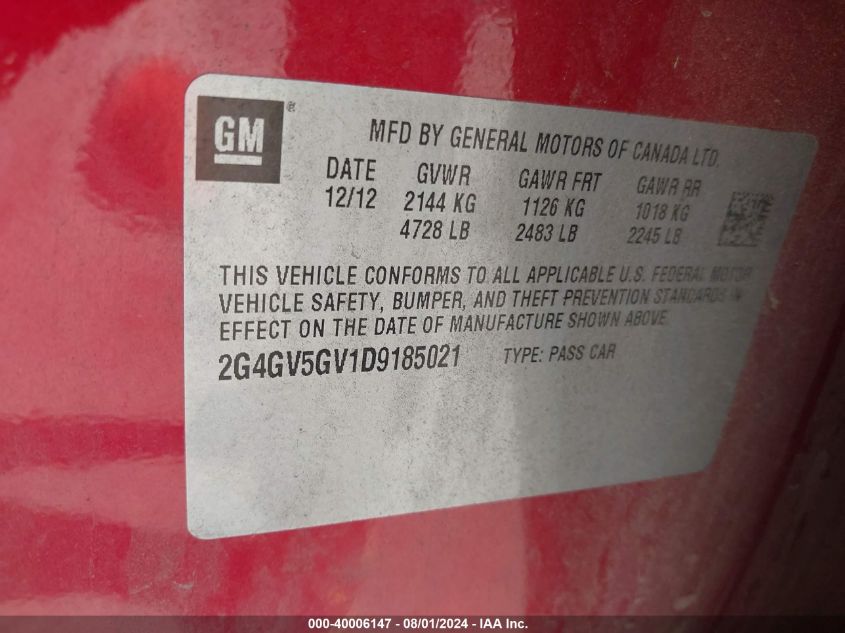 GM ®
MFD BY GENERAL MOTORS OF CANADA LTD.
DATE GVWR GAWR FRT GAWR RR
12/12 2144 KG 1126 KG 1018 KG
4728 LB 2483 LB 2245 LB
THIS VEHICLE CONFORMS TO ALL APPLICABLE U.S. FEDERAL MOTOR
VEHICLE SAFETY, BUMPER, AND THEFT PREVENTION STANDARDS IN
EFFECT ON THE DATE OF MANUFACTURE SHOWN ABOVE.
2G4GV5GV1D9185021 TYPE: PASS CAR
000-40006147 - 08/01/2024 - IAA Inc.